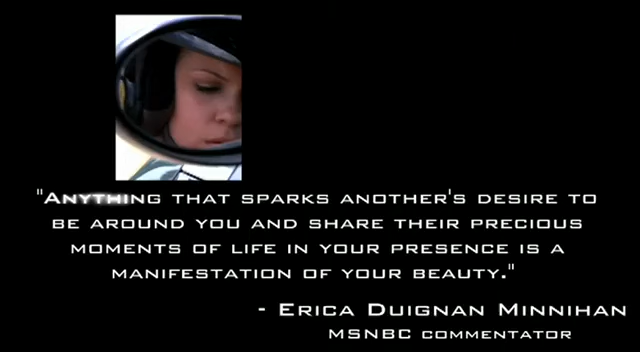 "Anything that sparks another's desire to
be around you and share their precious
moments of life in your presence is a
manifestation of your beauty."
- Erica Duignan Minnihan
MSNBC commentator